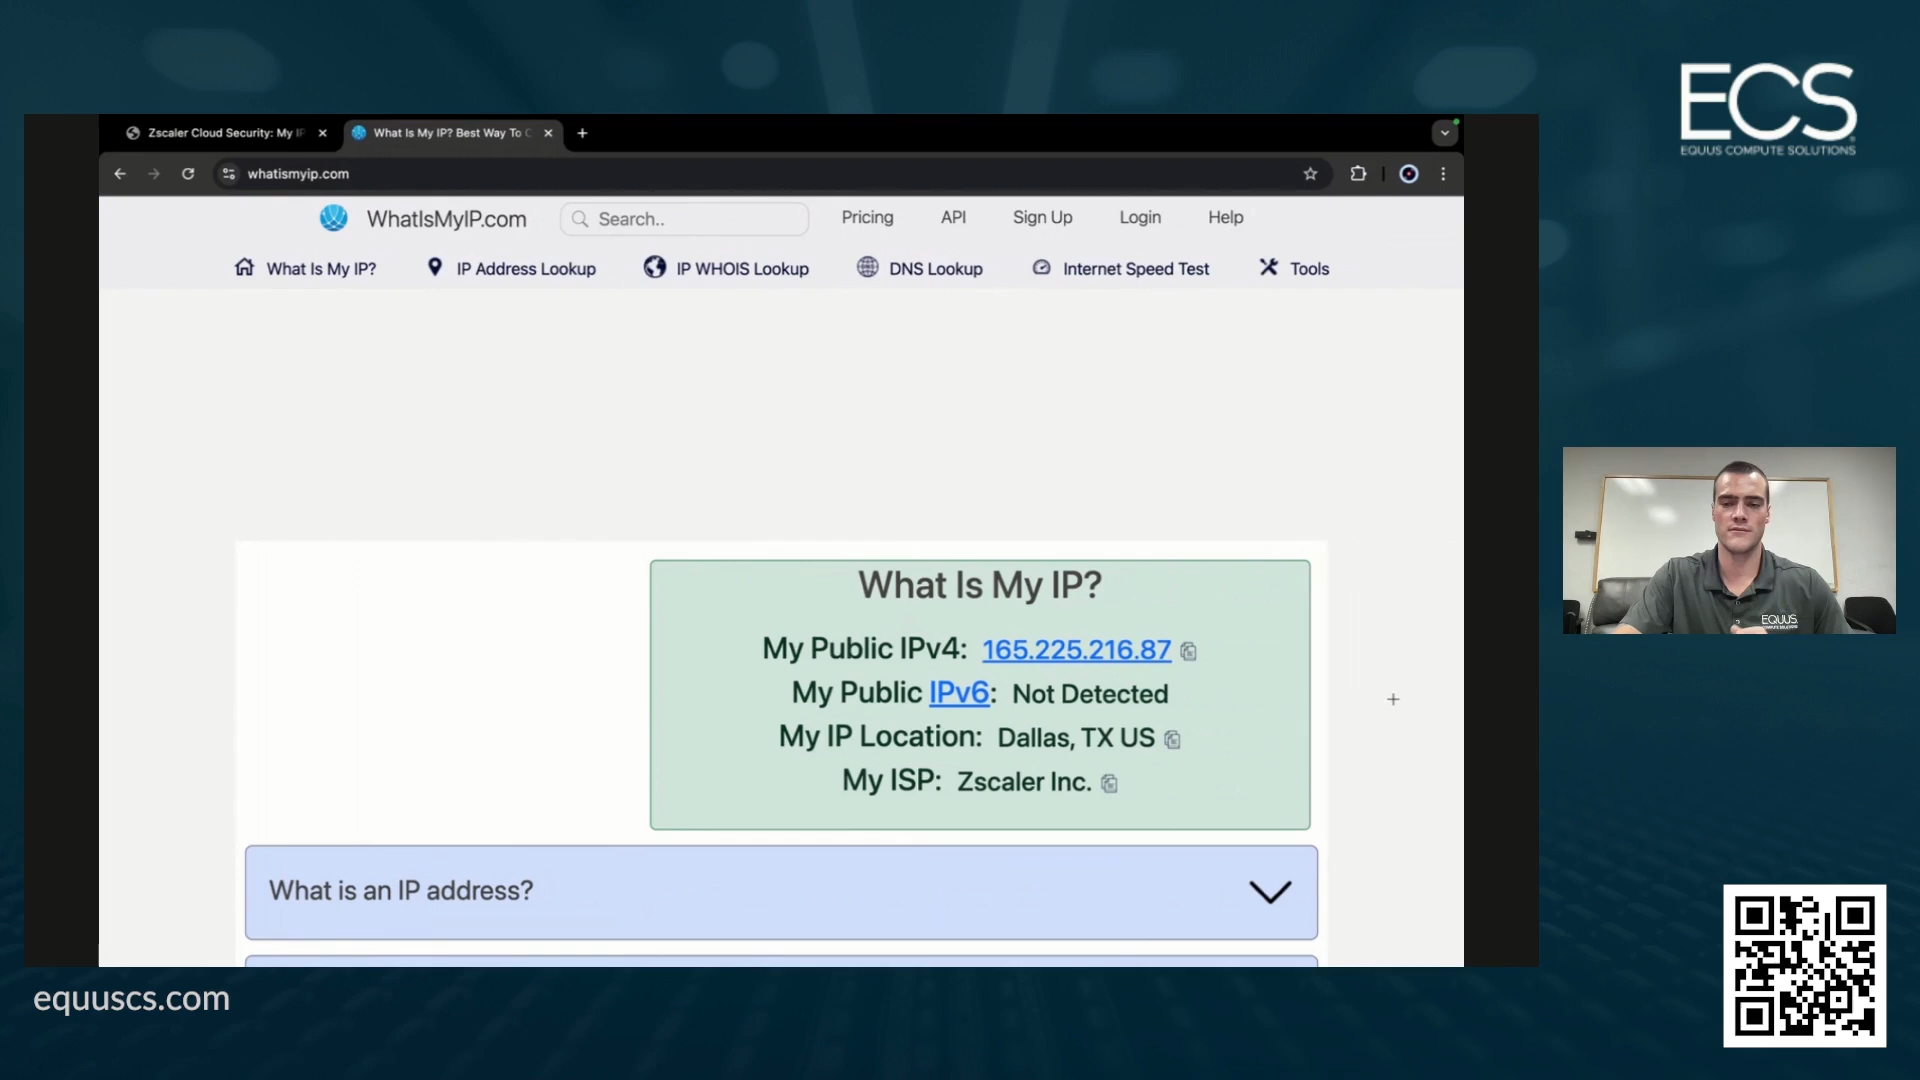 ECS
EQUUS COMPUTE SOLUTIONS
Zscaler Cloud Security: My IP
What Is My IP? Best Way To C
whatismyip.com
WhatIsMyIP.com
Search..
Pricing
API
Sign Up
Login
Help
What Is My IP?
IP Address Lookup
IP WHOIS Lookup
DNS Lookup
Internet Speed Test
Tools
What Is My IP?
My Public IPv4: 165.225.216.87
My Public IPv6: Not Detected
My IP Location: Dallas, TX US
My ISP: Zscaler Inc.
What is an IP address?
EQUUS
equuscs.com